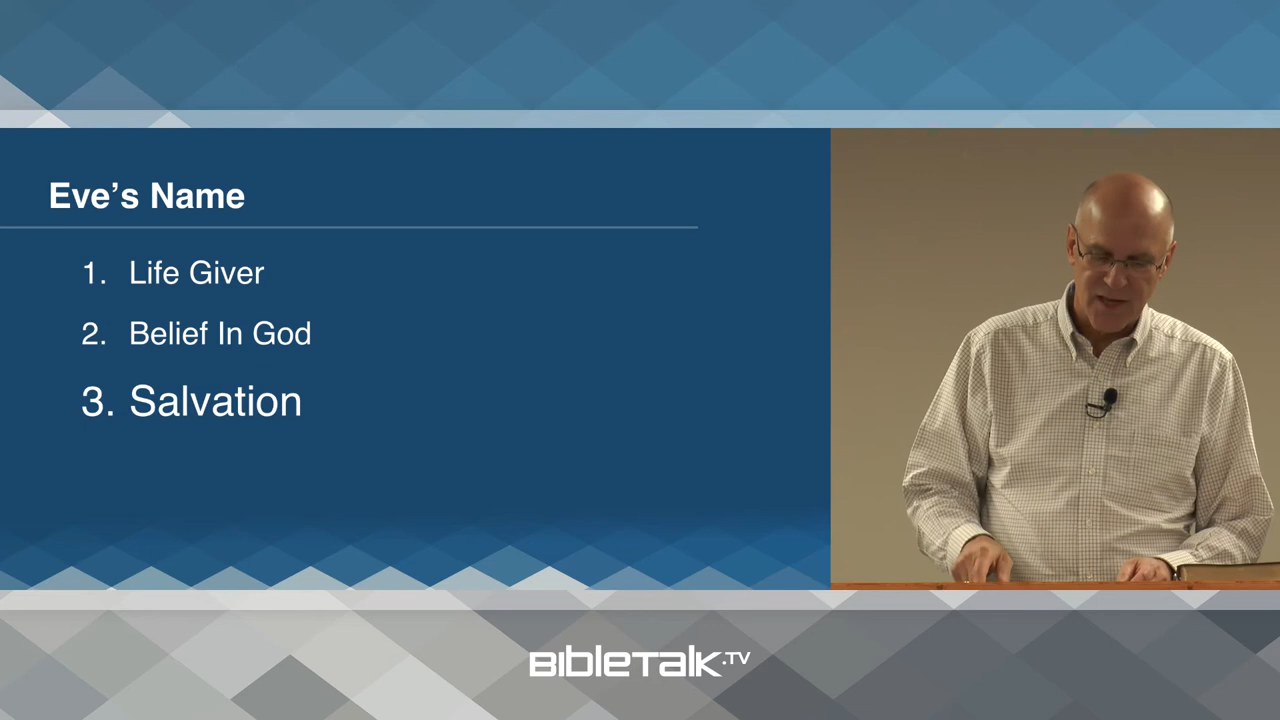 Eve’s Name
1. Life Giver
2. Belief In God
3. Salvation
BibleTalk.TV